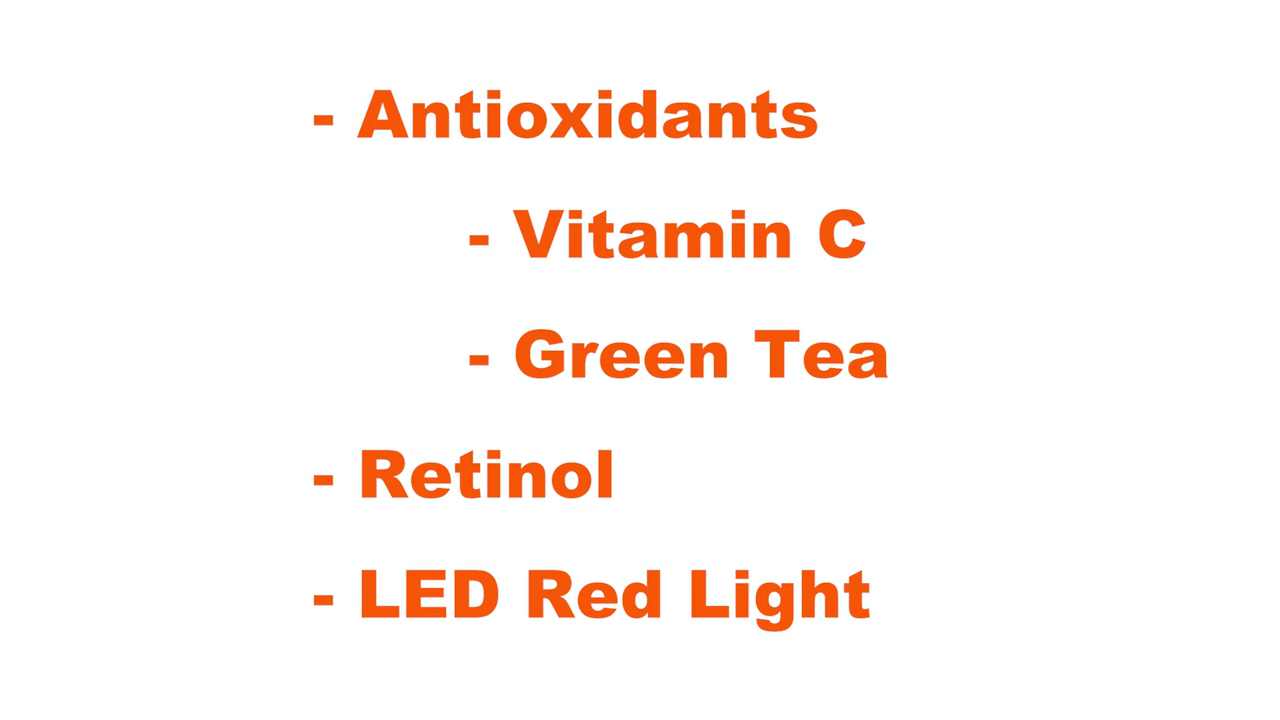 - Antioxidants
- Vitamin C
- Green Tea
- Retinol
- LED Red Light